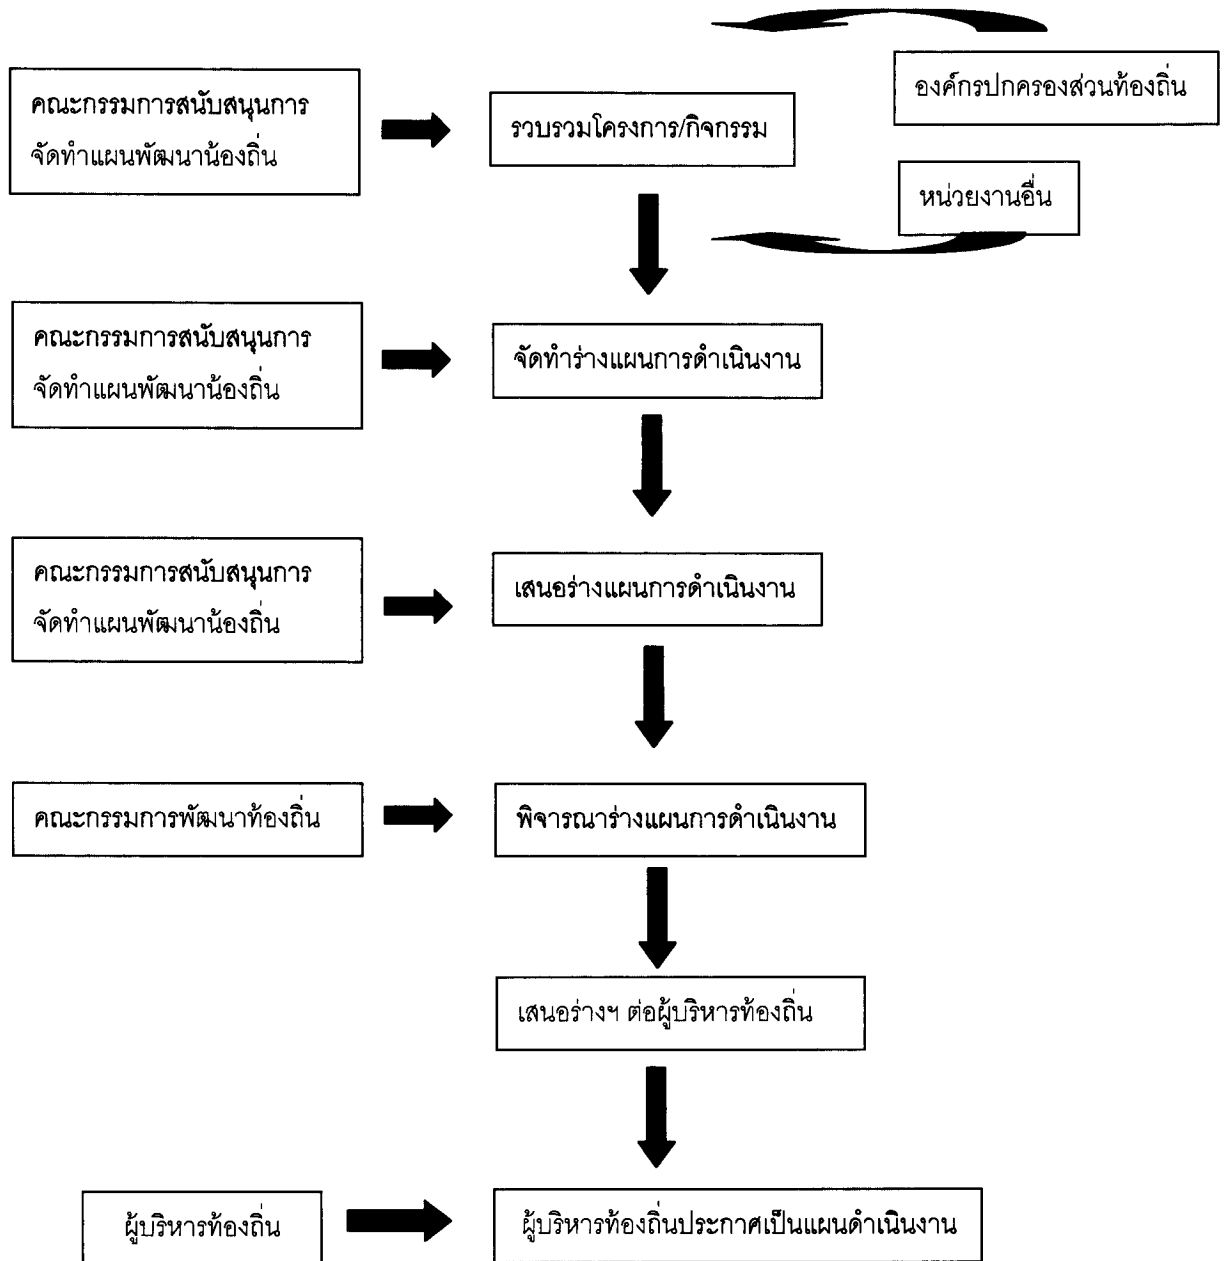 องค์กรปกครองส่วนท้องถิ่น
คณะกรรมการสนับสนุนการ
จัดทำแผนพัฒนาน้องถิ่น
รวบรวมโครงการ/กิจกรรม
หน่วยงานอื่น
คณะกรรมการสนับสนุนการ
จัดทำแผนพัฒนาน้องถิ่น
จัดทำร่างแผนการดำเนินงาน
คณะกรรมการสนับสนุนการ
จัดทำแผนพัฒนาน้องถิ่น
เสนอร่างแผนการดำเนินงาน
คณะกรรมการพัฒนาท้องถิ่น
พิจารณาร่างแผนการดำเนินงาน
เสนอร่างฯ ต่อผู้บริหารท้องถิ่น
ผู้บริหารท้องถิ่น
ผู้บริหารท้องถิ่นประกาศเป็นแผนดำเนินงาน